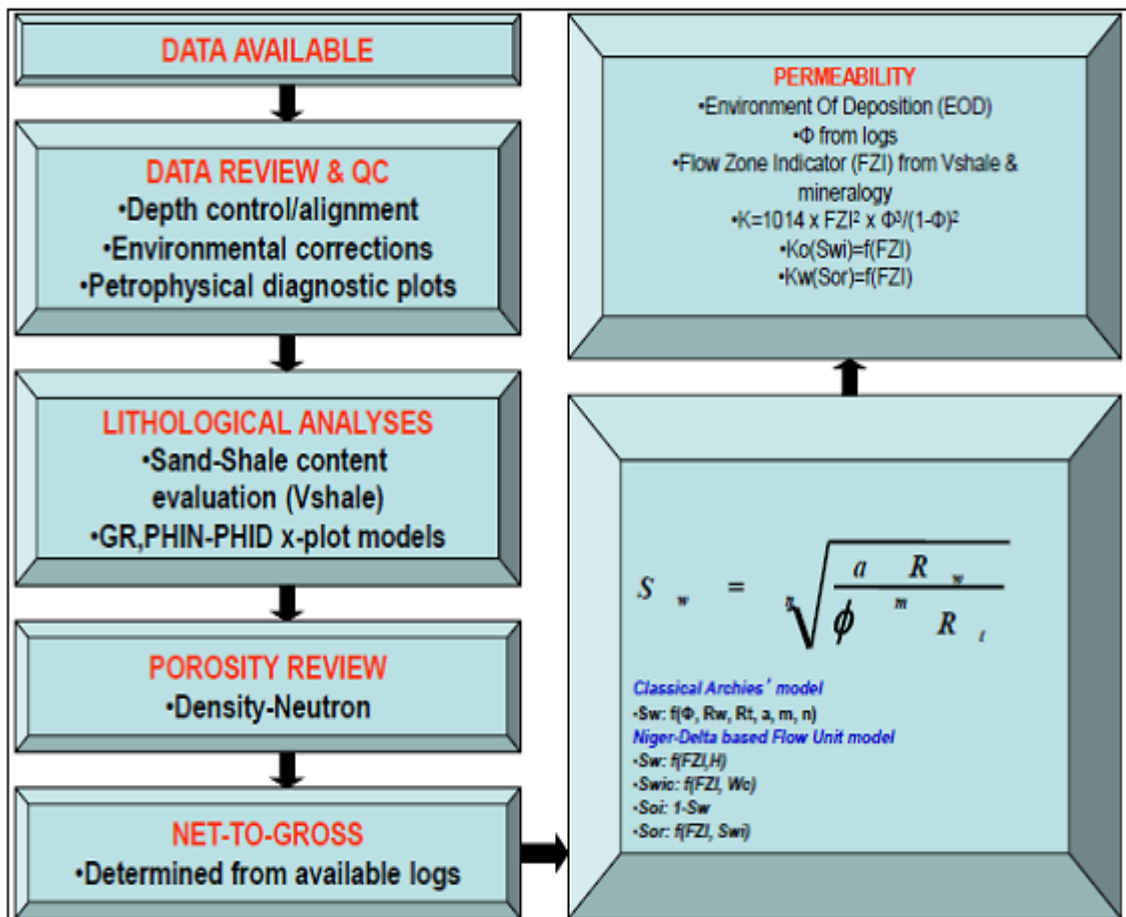 DATA AVAILABLE
DATA REVIEW & QC
•Depth control/alignment
•Environmental corrections
•Petrophysical diagnostic plots
LITHOLOGICAL ANALYSES
•Sand-Shale content
evaluation (Vshale)
•GR,PHIN-PHID x-plot models
POROSITY REVIEW
•Density-Neutron
NET-TO-GROSS
•Determined from available logs
S w = n√(a R w / ϕ m R t)
Classical Archies' model
•Sw: f(Φ, Rw, Rt, a, m, n)
Niger-Delta based Flow Unit model
•Sw: f(FZI,H)
•Swic: f(FZI, Wc)
•Soi: 1-Sw
•Sor: f(FZI, Swi)
PERMEABILITY
•Environment Of Deposition (EOD)
•Φ from logs
•Flow Zone Indicator (FZI) from Vshale &
mineralogy
•K=1014 x FZI² x Φ³/(1-Φ)²
•Ko(Swi)=f(FZI)
•Kw(Sor)=f(FZI)